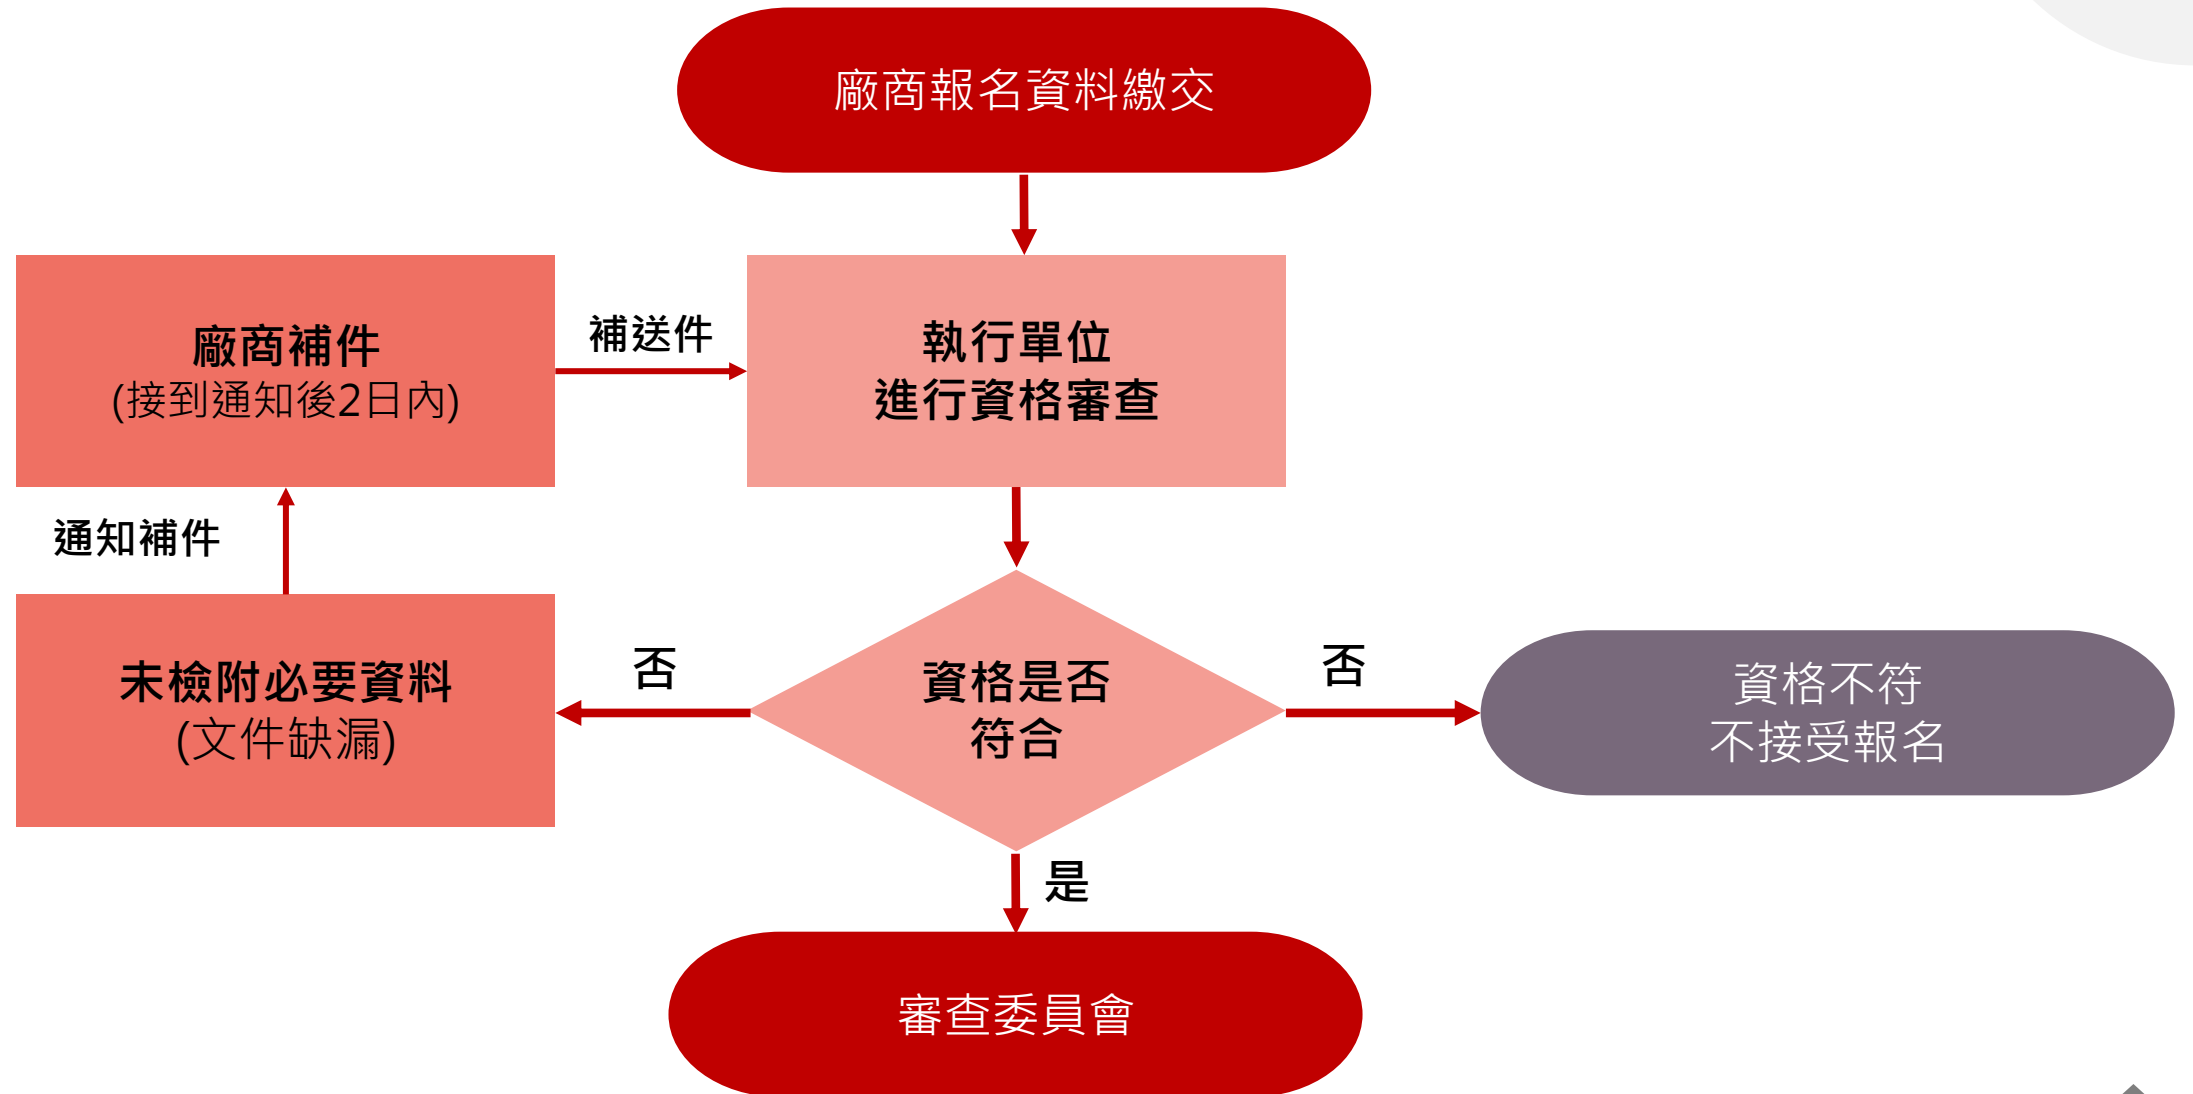 廠商報名資料繳交
廠商補件
(接到通知後2日內)
補送件
執行單位
進行資格審查
通知補件
未檢附必要資料
(文件缺漏)
否
資格是否
符合
否
資格不符
不接受報名
是
審查委員會